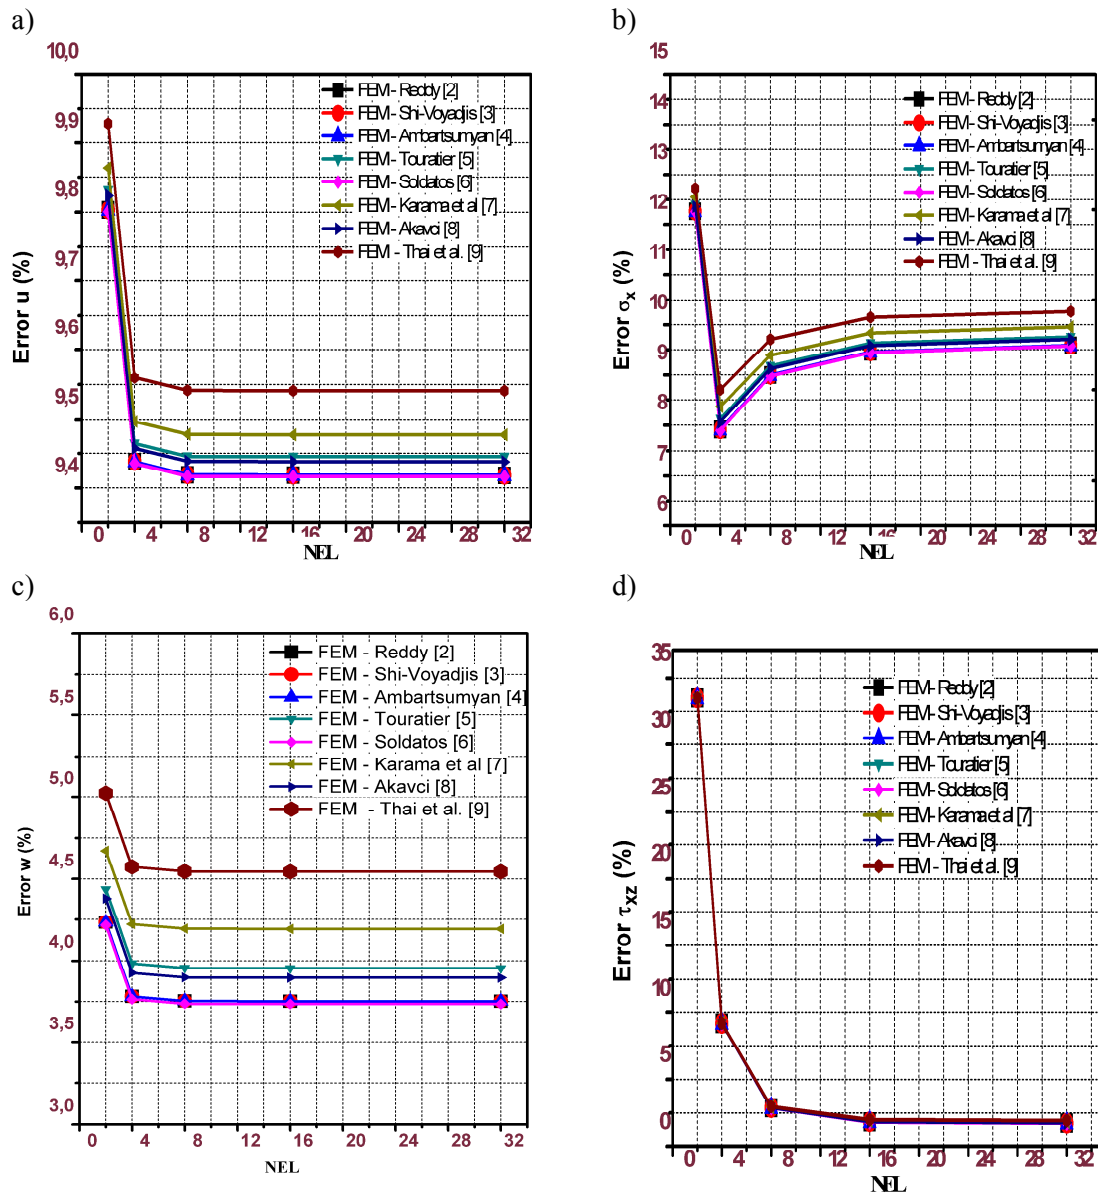 a)
10,0
9,9
9,8
9,7
9,6
9,5
9,4
Error u (%)
FEM - Reddy [2]
FEM - Shi-Voyadjis [3]
FEM - Ambartsumyan [4]
FEM - Touratier [5]
FEM - Soldatos [6]
FEM - Karama et al [7]
FEM - Akavci [8]
FEM - Thai et al. [9]
0 4 8 12 16 20 24 28 32
NEL
b)
15
14
13
12
11
10
9
8
7
6
Error σx (%)
FEM - Reddy [2]
FEM - Shi-Voyadjis [3]
FEM - Ambartsumyan [4]
FEM - Touratier [5]
FEM - Soldatos [6]
FEM - Karama et al [7]
FEM - Akavci [8]
FEM - Thai et al. [9]
0 4 8 12 16 20 24 28 32
NEL
c)
6,0
5,5
5,0
4,5
4,0
3,5
3,0
Error w (%)
FEM - Reddy [2]
FEM - Shi-Voyadjis [3]
FEM - Ambartsumyan [4]
FEM - Touratier [5]
FEM - Soldatos [6]
FEM - Karama et al [7]
FEM - Akavci [8]
FEM - Thai et al. [9]
0 4 8 12 16 20 24 28 32
NEL
d)
35
30
25
20
15
10
5
0
Error τxz (%)
FEM - Reddy [2]
FEM - Shi-Voyadjis [3]
FEM - Ambartsumyan [4]
FEM - Touratier [5]
FEM - Soldatos [6]
FEM - Karama et al [7]
FEM - Akavci [8]
FEM - Thai et al. [9]
0 4 8 12 16 20 24 28 32
NEL